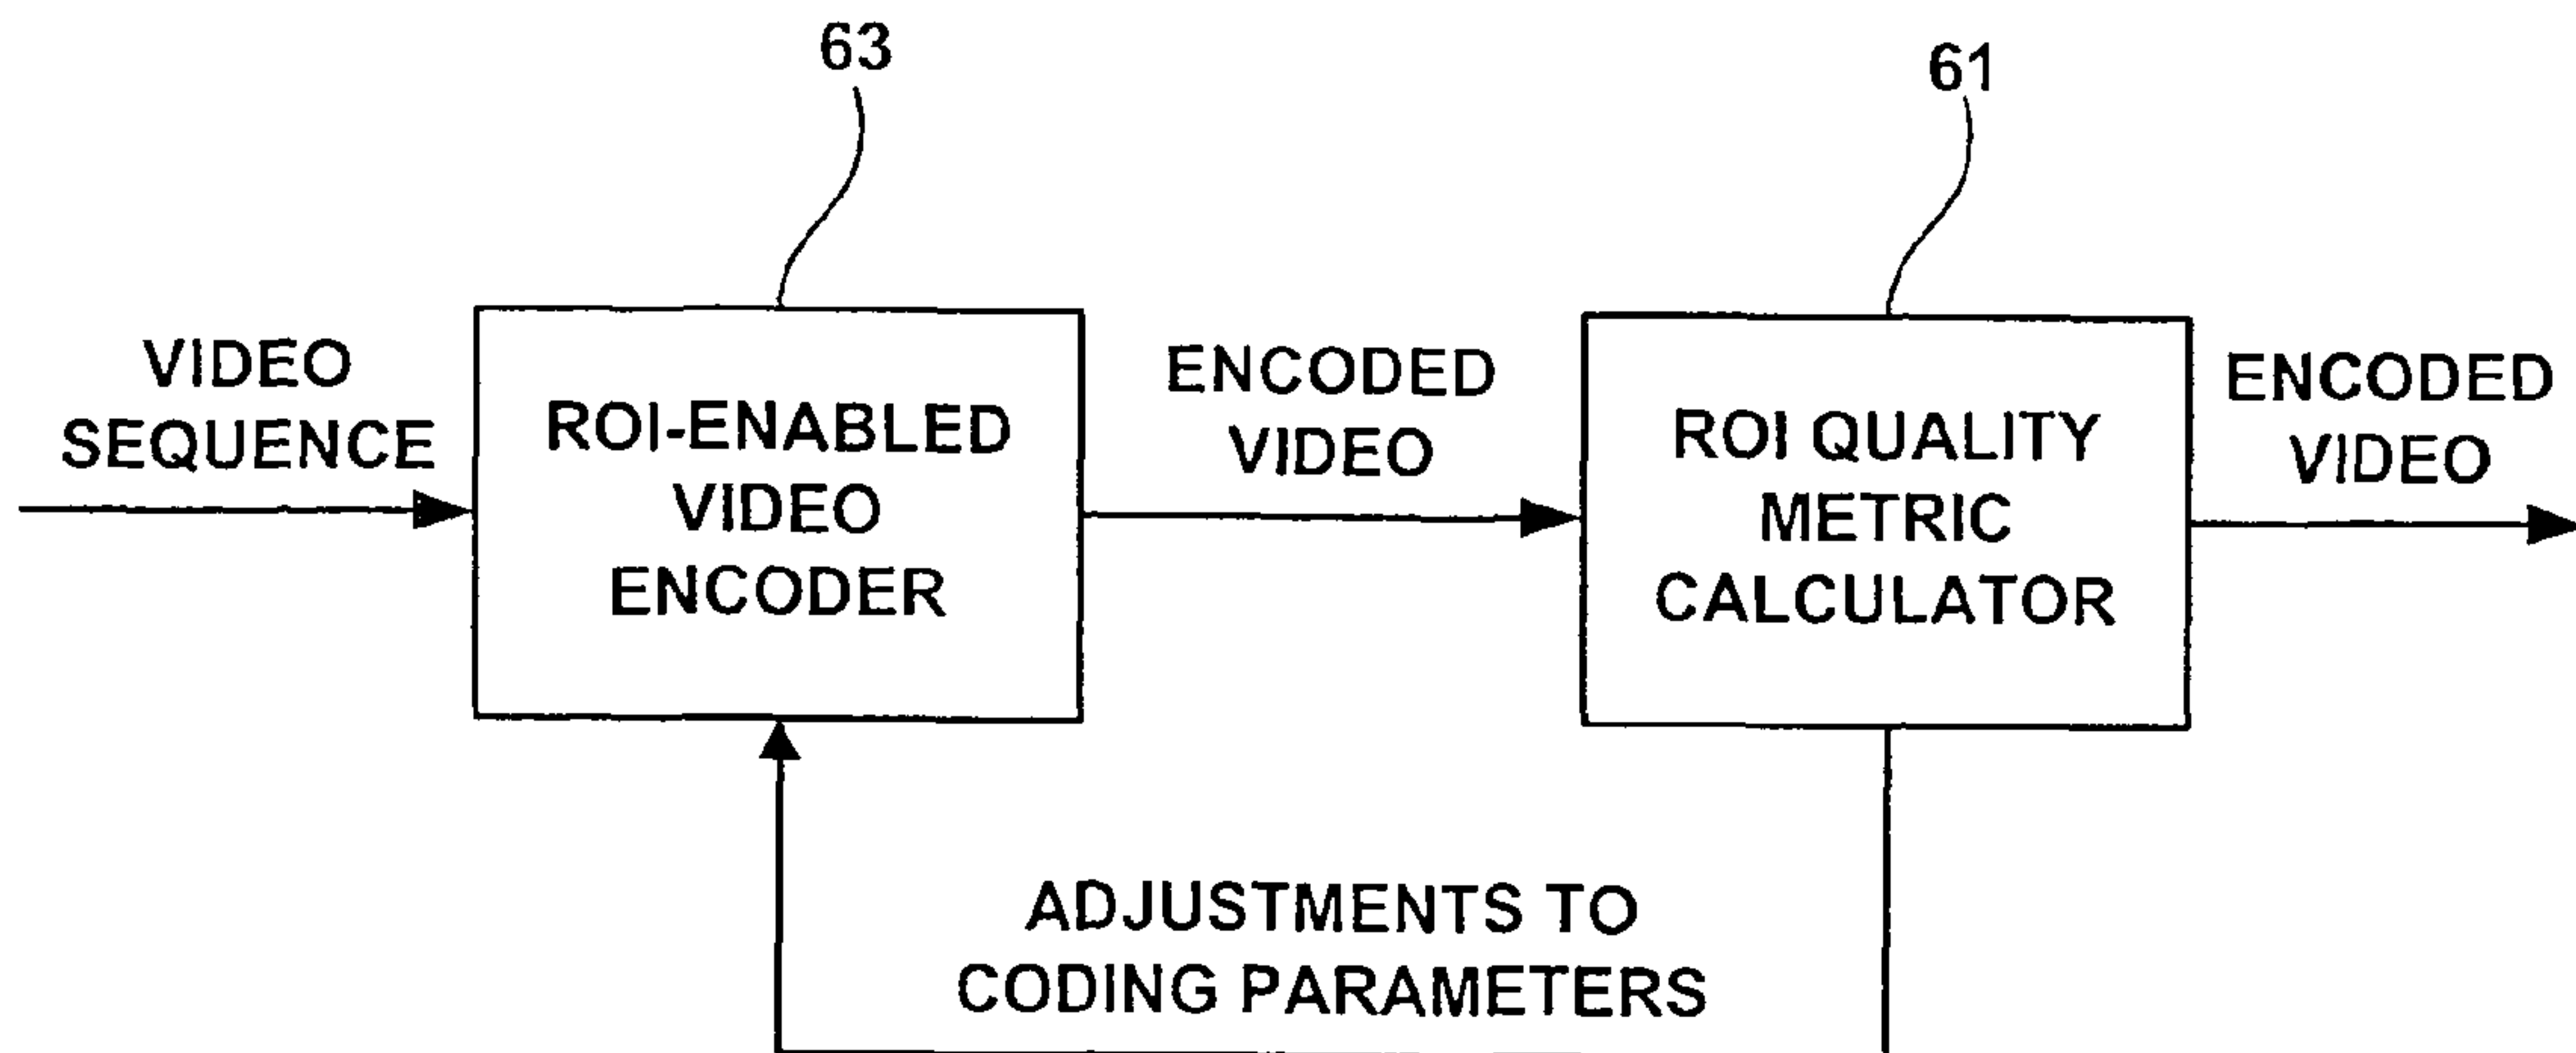 63
61
VIDEO
SEQUENCE
ROI-ENABLED
VIDEO
ENCODER
ENCODED
VIDEO
ROI QUALITY
METRIC
CALCULATOR
ENCODED
VIDEO
ADJUSTMENTS TO
CODING PARAMETERS